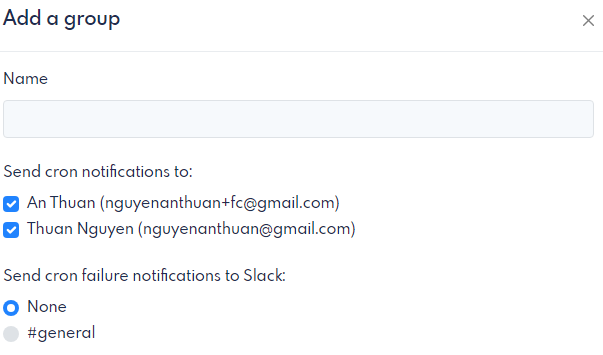 Add a group
Name
Send cron notifications to:
An Thuan (nguyenanthuan+fc@gmail.com)
Thuan Nguyen (nguyenanthuan@gmail.com)
Send cron failure notifications to Slack:
None
#general